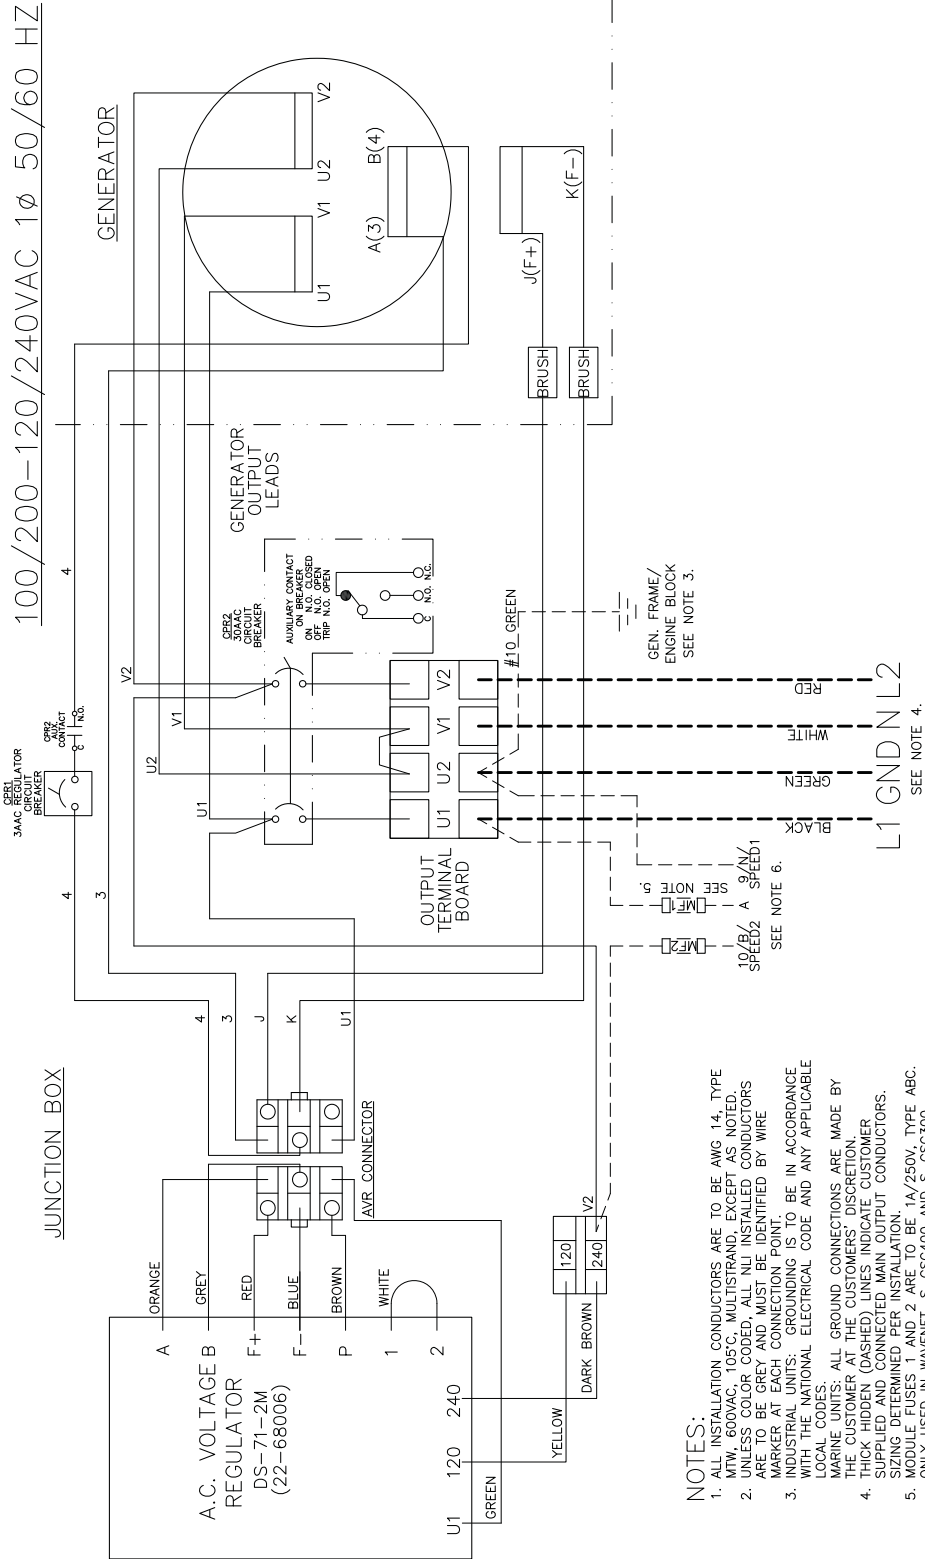 100/200-120/240VAC 1ø 50/60 HZ
GENERATOR
V2
U2
V1
U1
B(4)
A(3)
K(F-)
J(F+)
BRUSH
BRUSH
GENERATOR
OUTPUT
LEADS
4
CPR2
30AAC
CIRCUIT
BREAKER
AUXILIARY CONTACT
ON BREAKER
ON N.O. CLOSED
OFF N.O. OPEN
TRIP N.O. OPEN
C
N.O.
N.C.
V2
V1
U2
U1
CPR2
AUX.
CONTACT
C
N.O.
CPR1
3AAC REGULATOR
CIRCUIT
BREAKER
4
3
U1
U2
V1
V2
OUTPUT
TERMINAL
BOARD
#10 GREEN
GEN. FRAME/
ENGINE BLOCK
SEE NOTE 3.
RED
WHITE
GREEN
BLACK
L1 GND N L2
SEE NOTE 4.
SEE NOTE 5.
MF1
MF2
10/B/
SPEED2
A
9/N/
SPEED1
SEE NOTE 6.
JUNCTION BOX
4
3
J
K
U1
AVR CONNECTOR
ORANGE
GREY
RED
BLUE
BROWN
WHITE
A
B
F+
F-
P
1
2
A.C. VOLTAGE
REGULATOR
DS-71-2M
(22-68006)
U1
120
240
GREEN
YELLOW
DARK BROWN
120
240
V2
NOTES:
1. ALL INSTALLATION CONDUCTORS ARE TO BE AWG 14, TYPE
MTW, 600VAC, 105°C, MULTISTRAND, EXCEPT AS NOTED.
2. UNLESS COLOR CODED, ALL NLI INSTALLED CONDUCTORS
ARE TO BE GREY AND MUST BE IDENTIFIED BY WIRE
MARKER AT EACH CONNECTION POINT.
3. INDUSTRIAL UNITS: GROUNDING IS TO BE IN ACCORDANCE
WITH THE NATIONAL ELECTRICAL CODE AND ANY APPLICABLE
LOCAL CODES.
MARINE UNITS: ALL GROUND CONNECTIONS ARE MADE BY
THE CUSTOMER AT THE CUSTOMERS' DISCRETION.
4. THICK HIDDEN (DASHED) LINES INDICATE CUSTOMER
SUPPLIED AND CONNECTED MAIN OUTPUT CONDUCTORS.
SIZING DETERMINED PER INSTALLATION.
5. MODULE FUSES 1 AND 2 ARE TO BE 1A/250V, TYPE ABC.